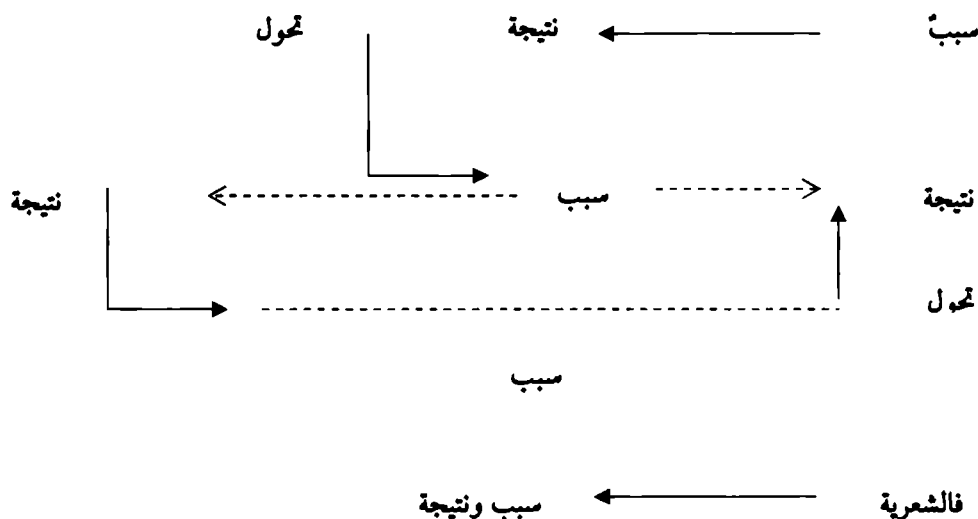 سببٌ نتيجة تحول
نتيجة سبب نتيجة
تحول
سبب
فالشعرية سبب ونتيجة